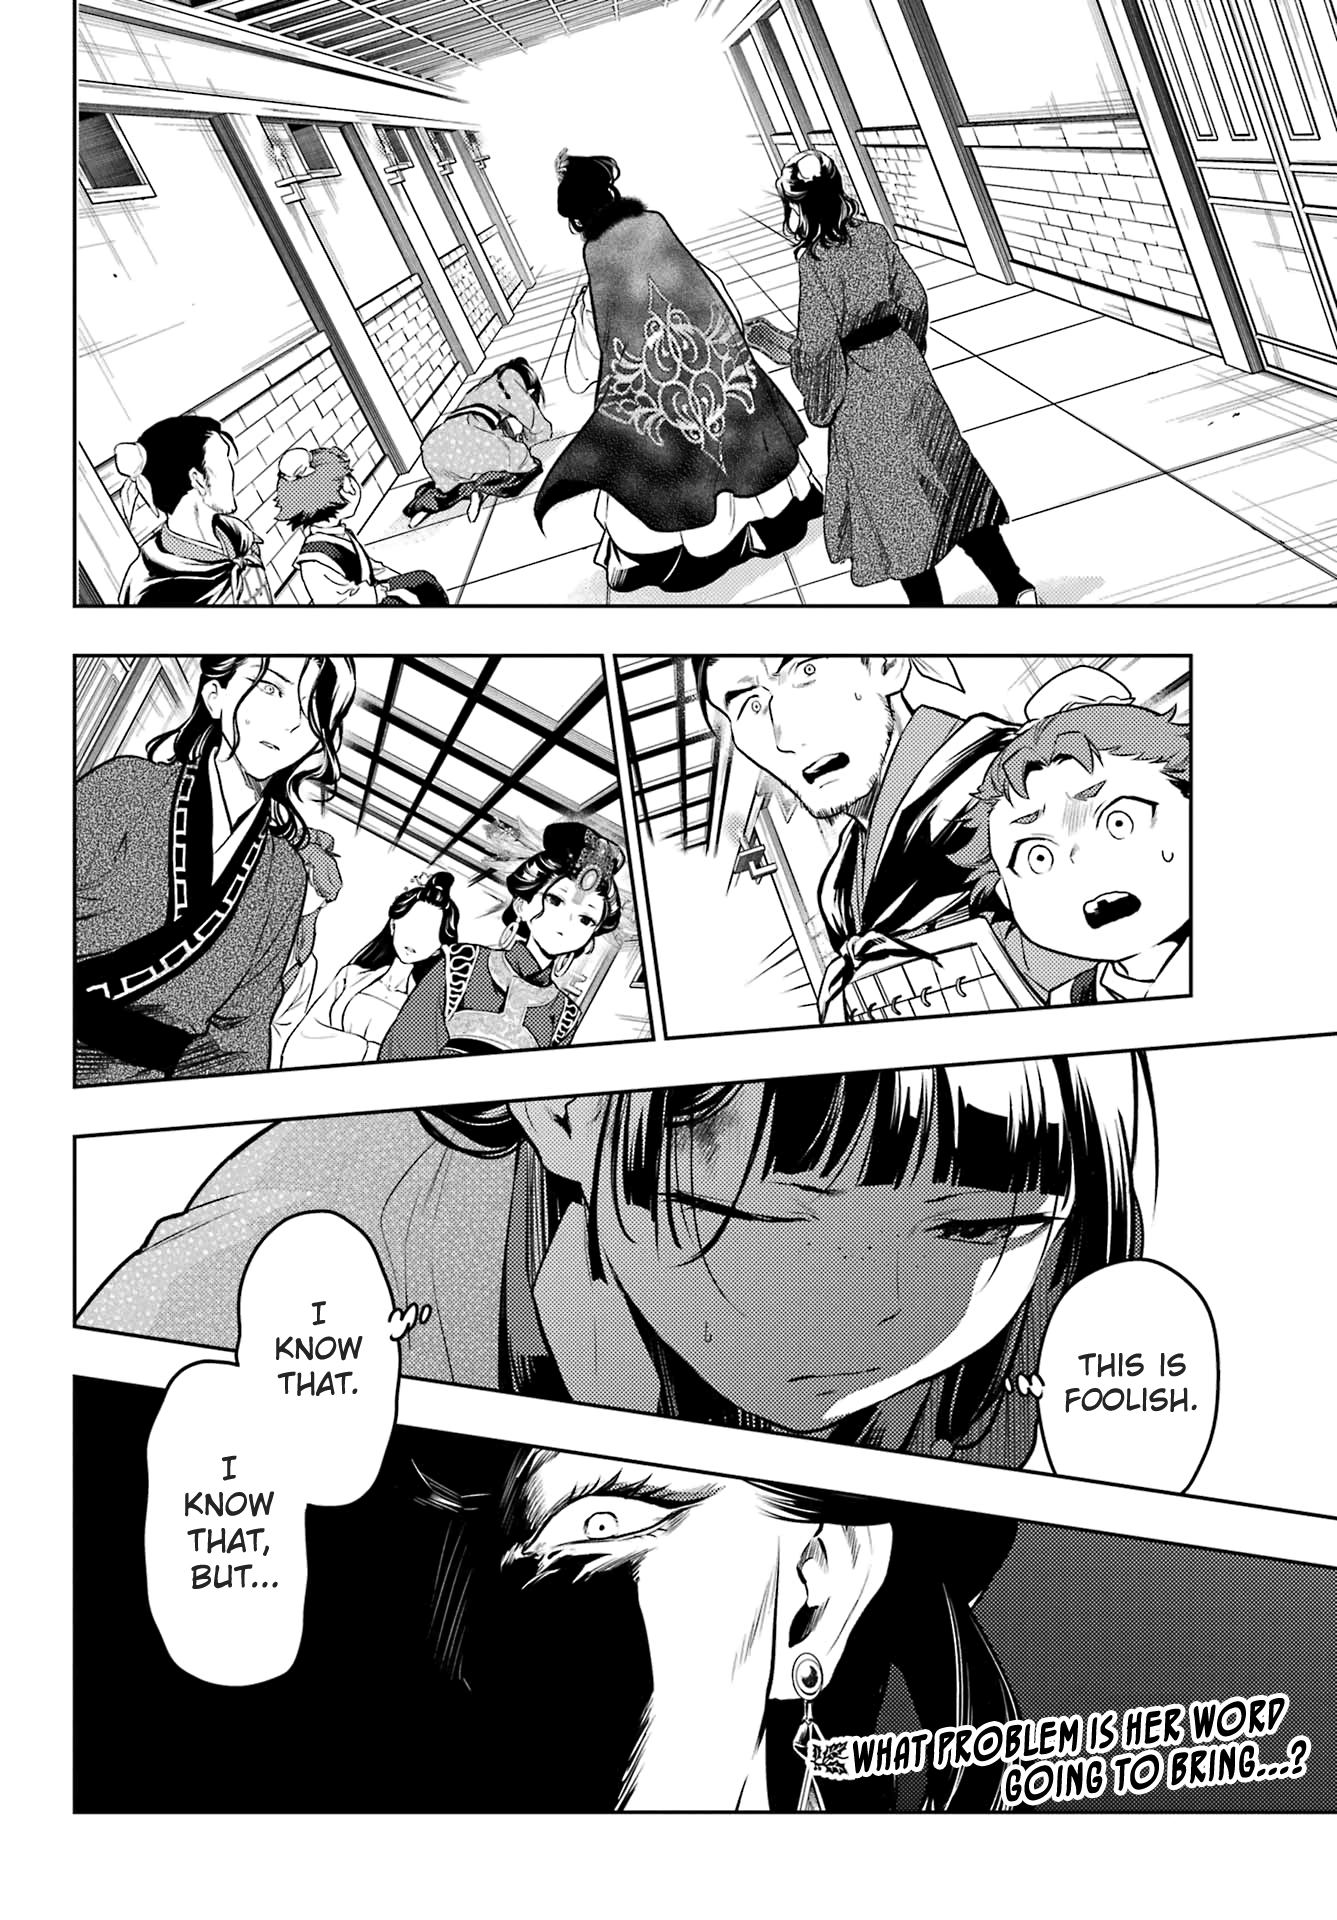 THIS IS
FOOLISH.
I
KNOW
THAT.
I
KNOW
THAT,
BUT...
WHAT PROBLEM IS HER WORD
GOING TO BRING...?